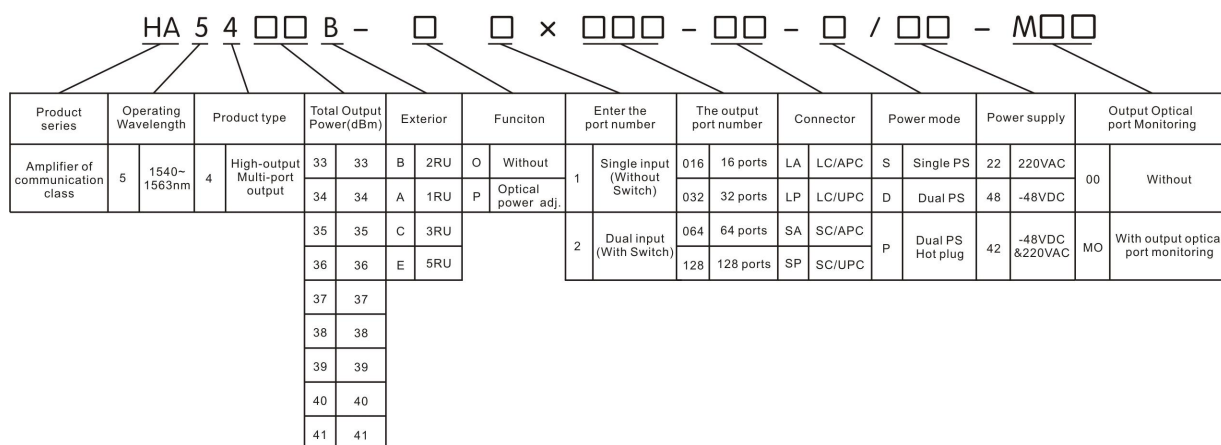 HA 5 4 □□ B - □ □ × □□□ - □□ - □ / □□ - M□□
Product series | Operating Wavelength | Product type | Total Output Power(dBm) | Exterior | Funciton | Enter the port number | The output port number | Connector | Power mode | Power supply | Output Optical port Monitoring
Amplifier of communication class | 5 | 1540~1563nm | 4 | High-output Multi-port output | 33 | 33 | B | 2RU | O | Without | 1 | Single input (Without Switch) | 016 | 16 ports | LA | LC/APC | S | Single PS | 22 | 220VAC | 00 | Without
34 | 34 | A | 1RU | P | Optical power adj. | 032 | 32 ports | LP | LC/UPC | D | Dual PS | 48 | -48VDC
35 | 35 | C | 3RU | 2 | Dual input (With Switch) | 064 | 64 ports | SA | SC/APC | P | Dual PS Hot plug | 42 | -48VDC &220VAC | MO | With output optical port monitoring
36 | 36 | E | 5RU | 128 | 128 ports | SP | SC/UPC
37 | 37
38 | 38
39 | 39
40 | 40
41 | 41